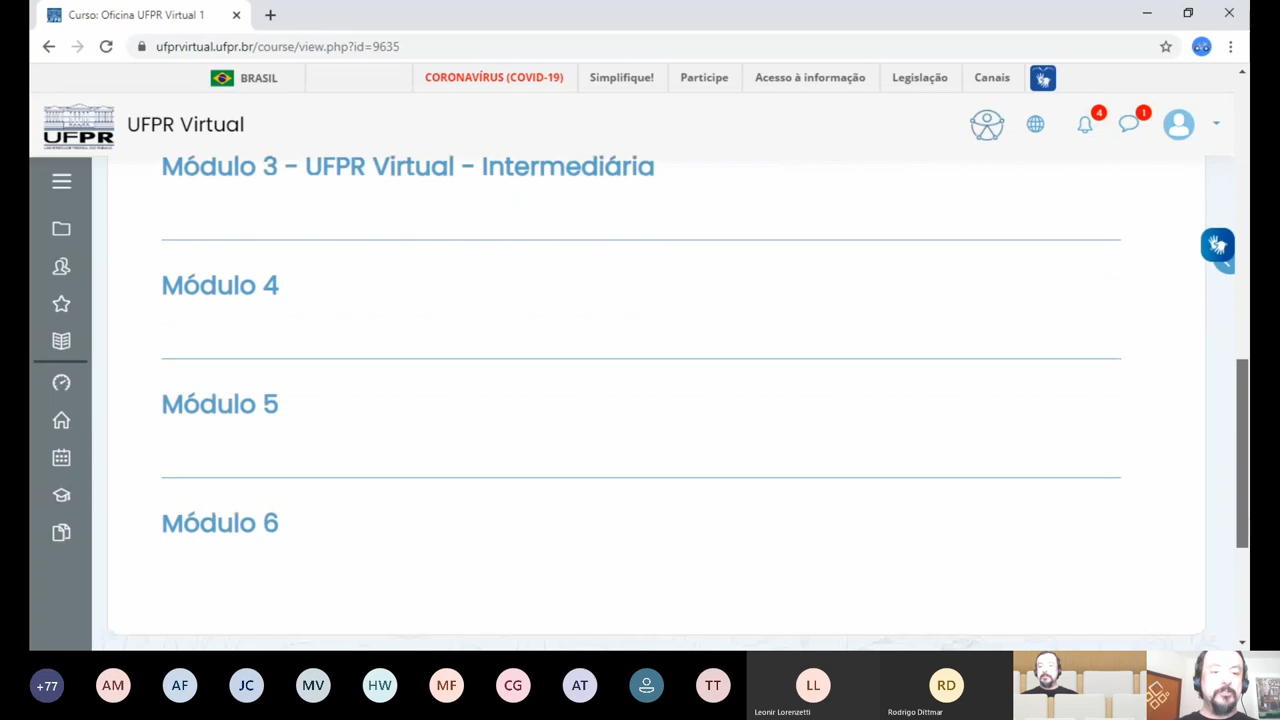 Curso: Oficina UFPR Virtual 1
ufprvirtual.ufpr.br/course/view.php?id=9635
BRASIL
CORONAVÍRUS (COVID-19)
Simplifique!
Participe
Acesso à informação
Legislação
Canais
UFPR
UFPR Virtual
4
1
Módulo 3 - UFPR Virtual - Intermediária
Módulo 4
Módulo 5
Módulo 6
+77
AM
AF
JC
MV
HW
MF
CG
AT
TT
LL
RD
Leonir Lorenzetti
Rodrigo Dittmar